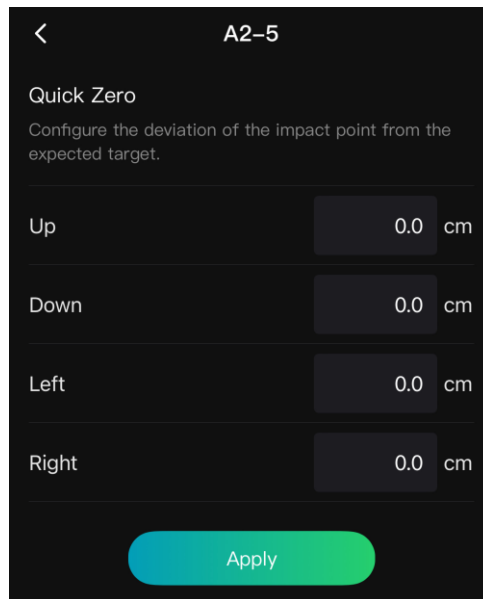 A2-5
Quick Zero
Configure the deviation of the impact point from the
expected target.
Up 0.0 cm
Down 0.0 cm
Left 0.0 cm
Right 0.0 cm
Apply